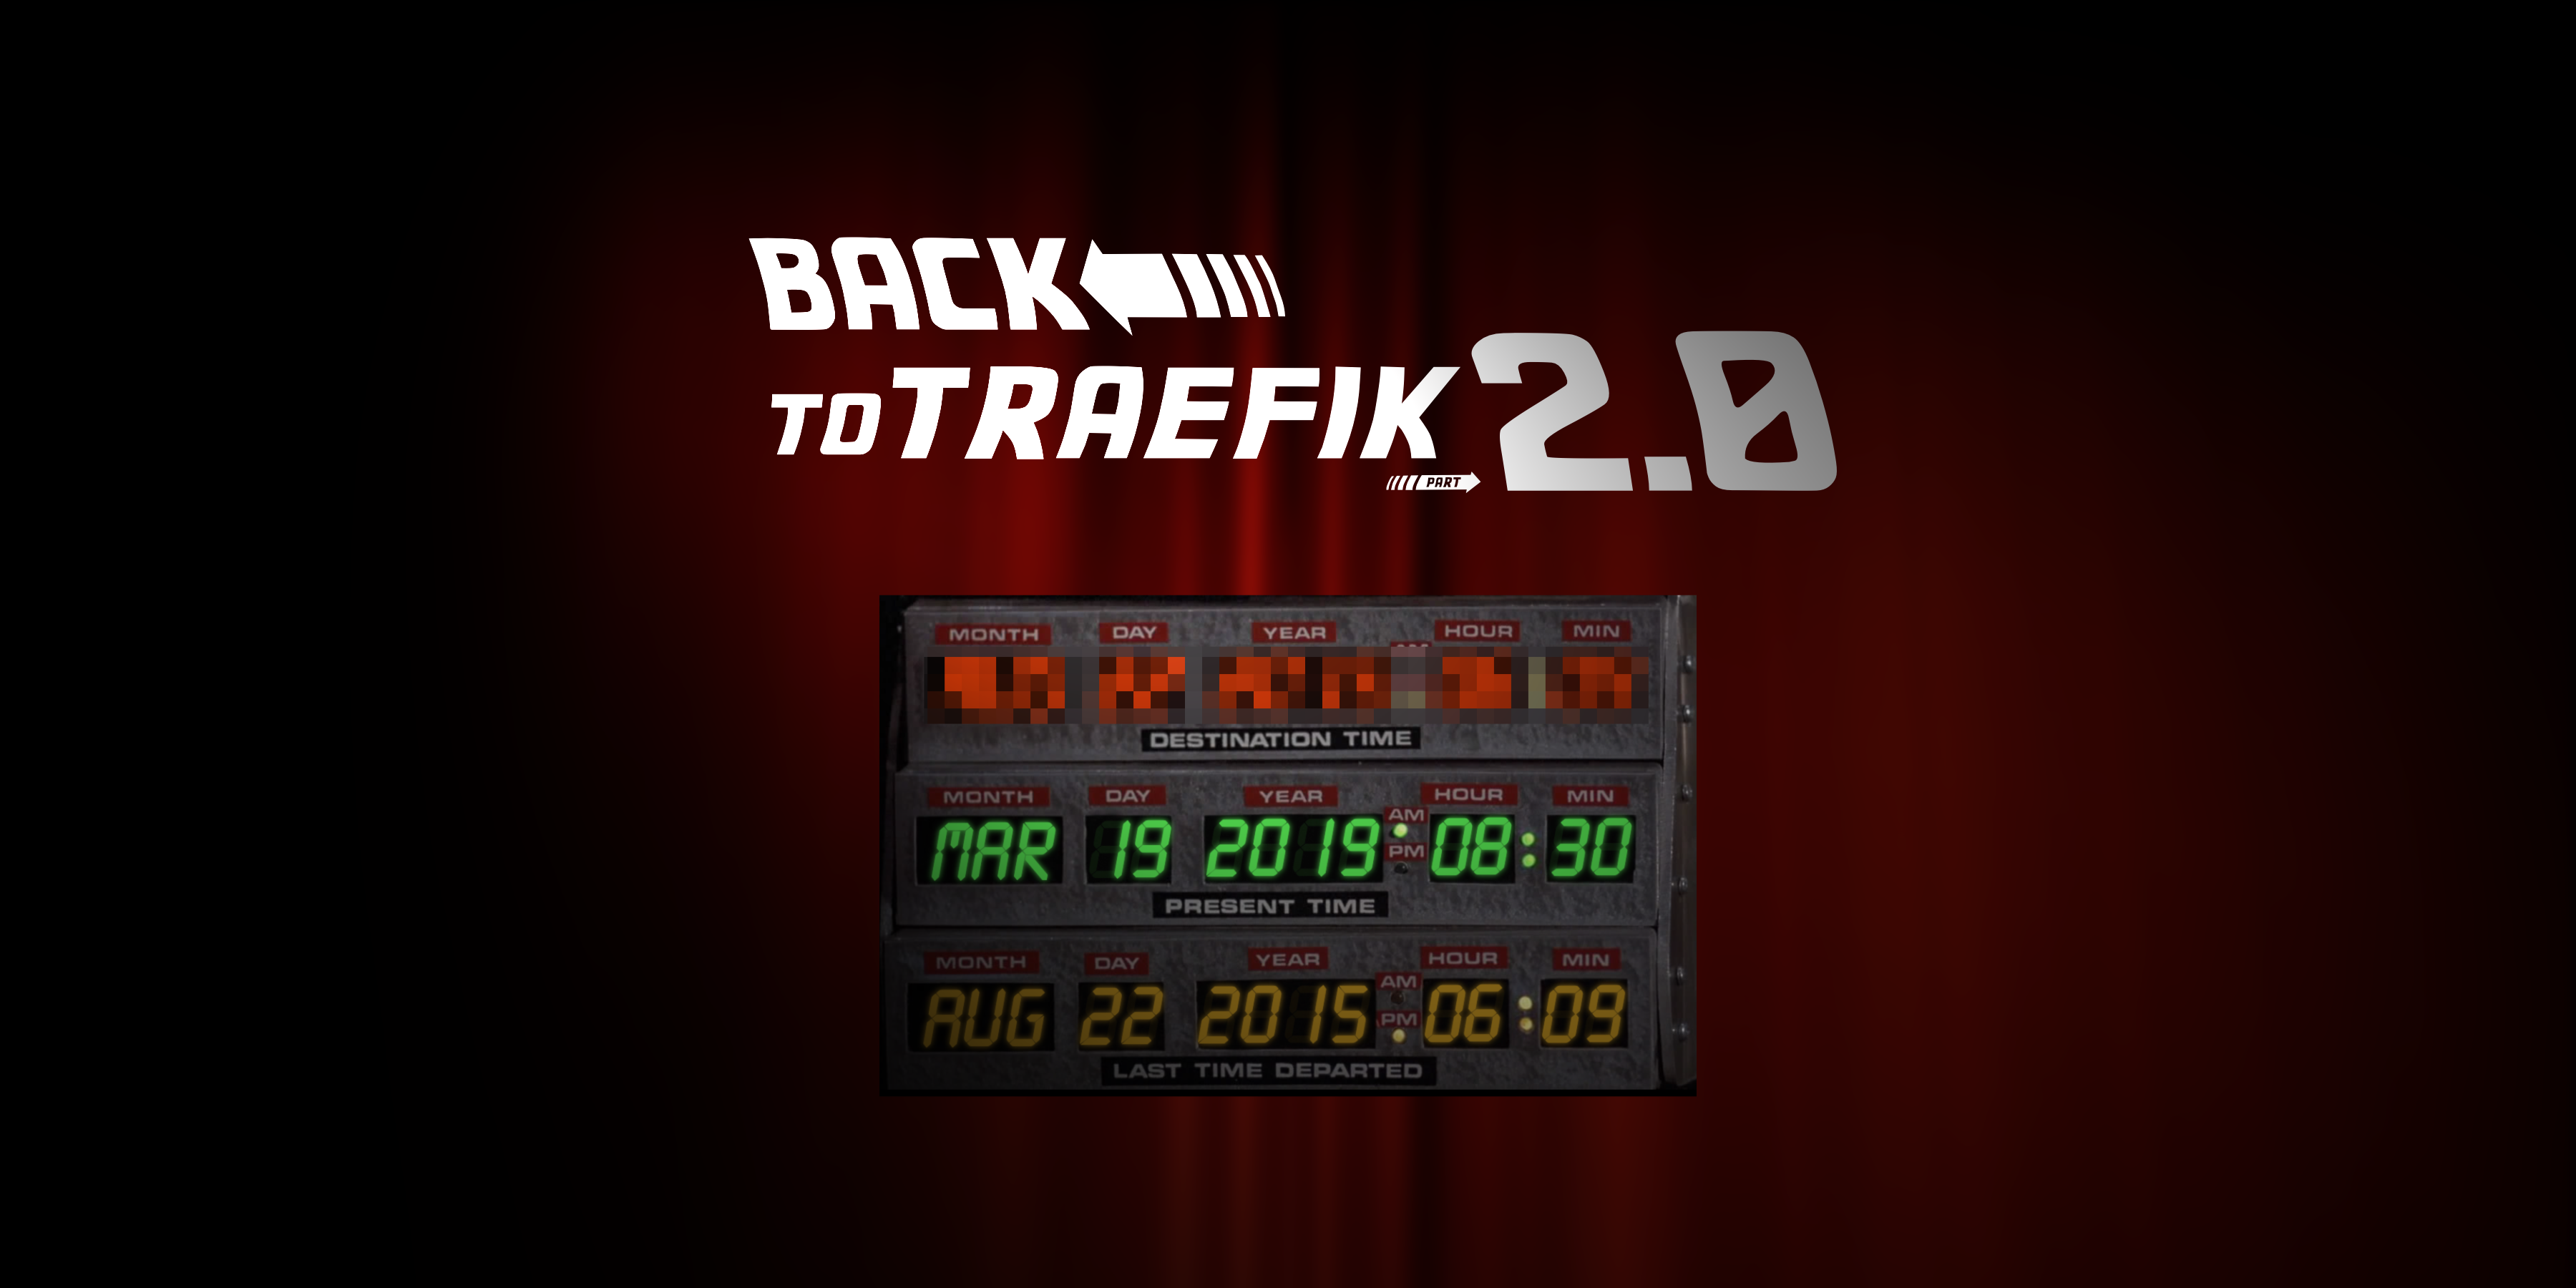 BACK
TO TRAEFIK 2.0
PART
MONTH DAY YEAR HOUR MIN
DESTINATION TIME
MONTH DAY YEAR AM HOUR MIN
MAR 19 2019 PM 08:30
PRESENT TIME
MONTH DAY YEAR AM HOUR MIN
AUG 22 2015 PM 06:09
LAST TIME DEPARTED